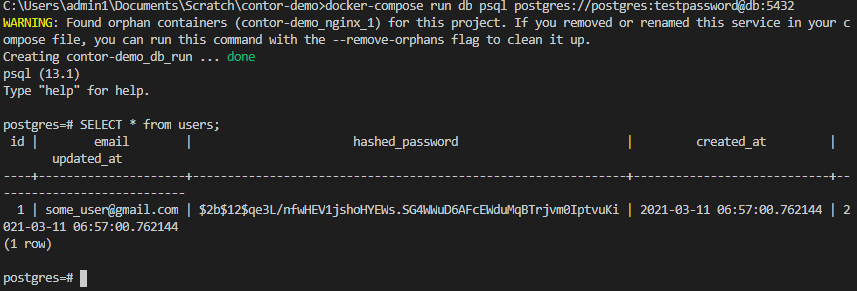 C:\Users\admin1\Documents\Scratch\contor-demo>docker-compose run db psql postgres://postgres:testpassword@db:5432
WARNING: Found orphan containers (contor-demo_nginx_1) for this project. If you removed or renamed this service in your c
ompose file, you can run this command with the --remove-orphans flag to clean it up.
Creating contor-demo_db_run ... done
psql (13.1)
Type "help" for help.
postgres=# SELECT * from users;
 id |        email        |                       hashed_password                        |         created_at         |
       updated_at
----+---------------------+--------------------------------------------------------------+----------------------------+--
--------------------------
  1 | some_user@gmail.com | $2b$12$qe3L/nfwHEV1jshoHYEWs.SG4WWuD6AFcEWduMqBTrjvm0IptvuKi | 2021-03-11 06:57:00.762144 | 2
021-03-11 06:57:00.762144
(1 row)
postgres=#